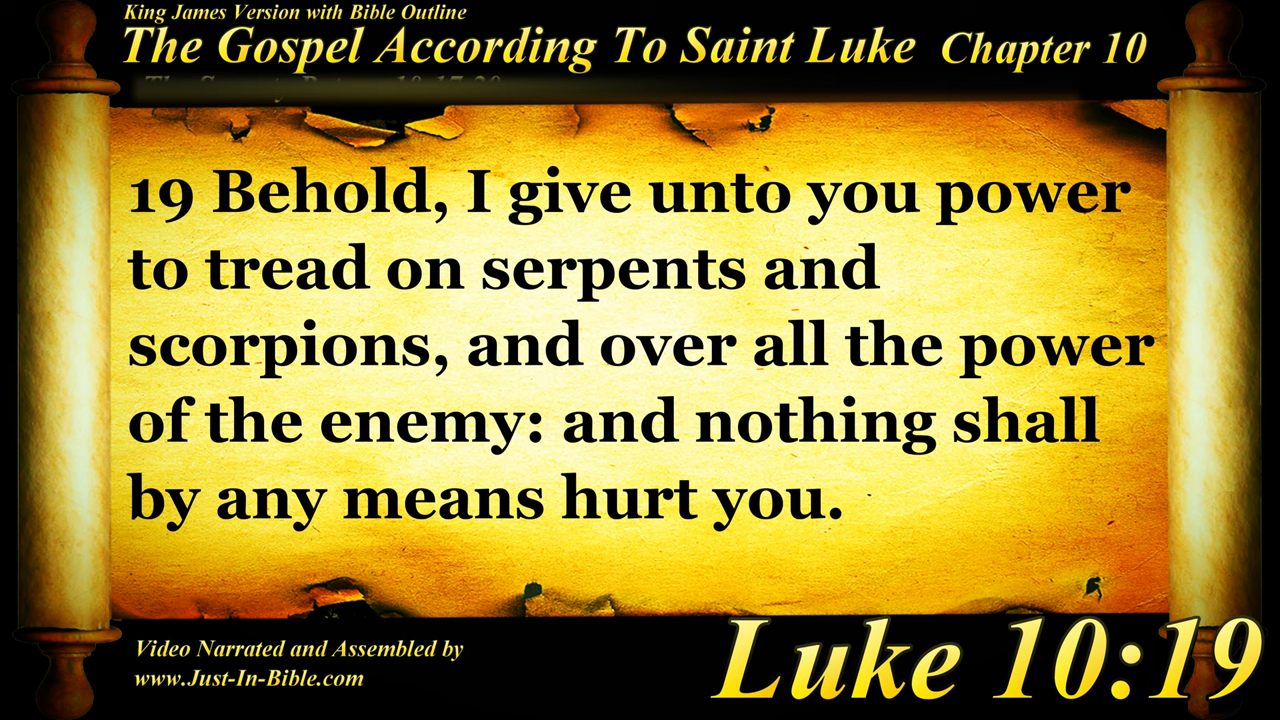 King James Version with Bible Outline
The Gospel According To Saint Luke Chapter 10
19 Behold, I give unto you power
to tread on serpents and
scorpions, and over all the power
of the enemy: and nothing shall
by any means hurt you.
Video Narrated and Assembled by
www.Just-In-Bible.com
Luke 10:19